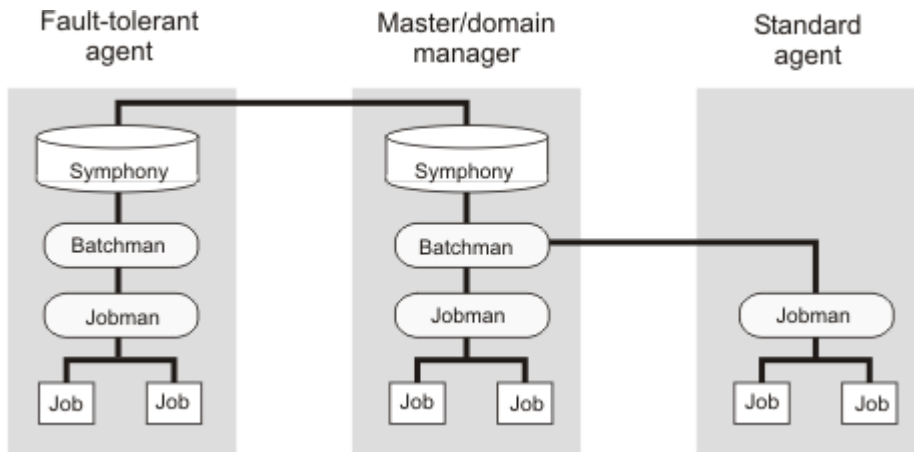 Fault-tolerant
agent
Master/domain
manager
Standard
agent
Symphony
Symphony
Batchman
Batchman
Jobman
Jobman
Jobman
Job
Job
Job
Job
Job
Job